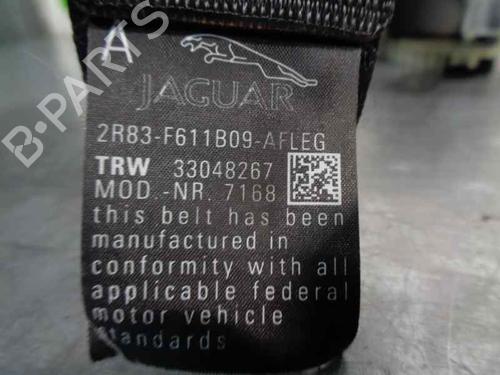 A
JAGUAR
2R83-F611B09-AFLEG
TRW 33048267
MOD.-NR. 7168
this belt has been
manufactured in
conformity with all
applicable federal
motor vehicle
standards